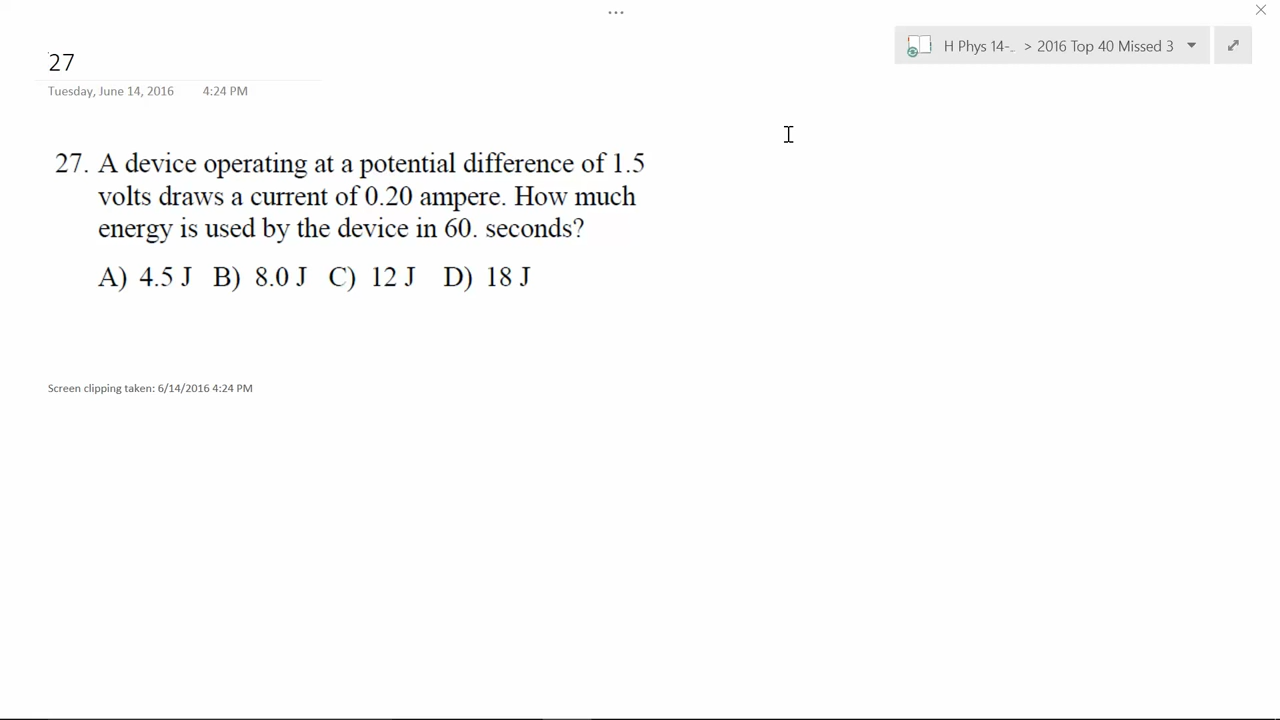 ...
H Phys 14-.. > 2016 Top 40 Missed 3
27
Tuesday, June 14, 2016 4:24 PM
27. A device operating at a potential difference of 1.5
volts draws a current of 0.20 ampere. How much
energy is used by the device in 60. seconds?
A) 4.5 J B) 8.0 J C) 12 J D) 18 J
Screen clipping taken: 6/14/2016 4:24 PM